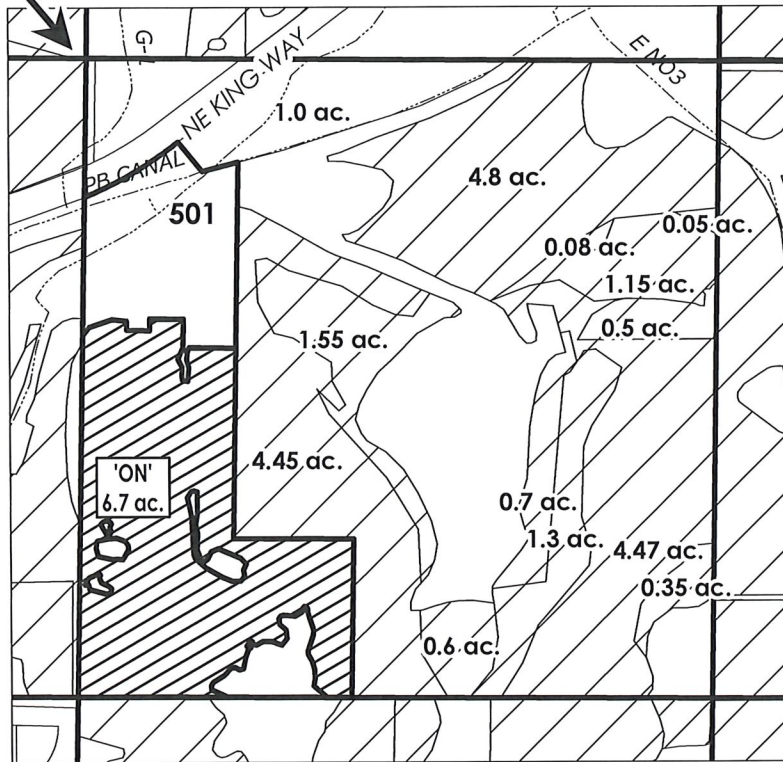 G-1
NE KING WAY
E NO3
1.0 ac.
PB CANAL
4.8 ac.
501
0.05 ac.
0.08 ac.
1.15 ac.
0.5 ac.
1.55 ac.
4.45 ac.
'ON'
6.7 ac.
0.7 ac.
1.3 ac.
4.47 ac.
0.35 ac.
0.6 ac.